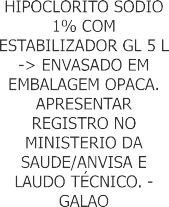 HIPOCLORITO SODIO
1% COM
ESTABILIZADOR GL 5 L
-> ENVASADO EM
EMBALAGEM OPACA.
APRESENTAR
REGISTRO NO
MINISTERIO DA
SAUDE/ANVISA E
LAUDO TÉCNICO. -
GALAO